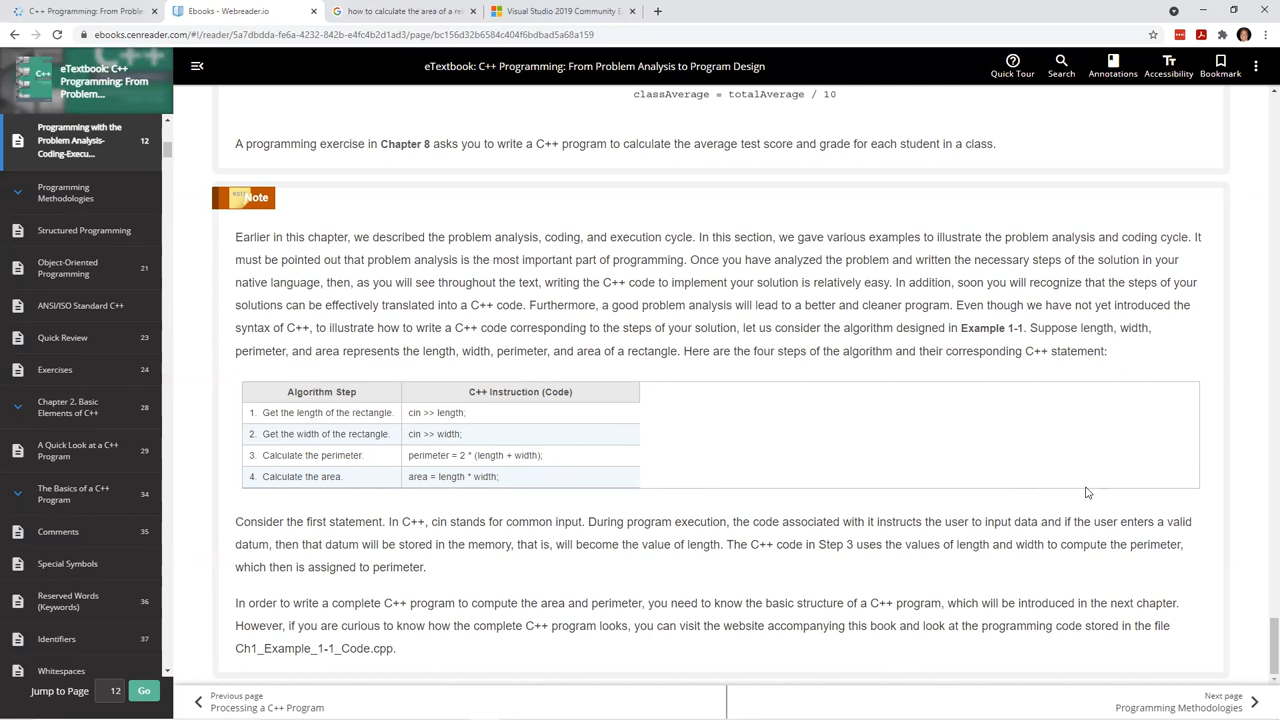 C++ Programming: From Problem
Ebooks - Webreader.io
how to calculate the area of a re
Visual Studio 2019 Community E
ebooks.cenreader.com/#!/reader/5a7dbdda-fe6a-4232-842b-e4fc4b2d1ad3/page/bc156d32b6584c404f6bdbad5a68a159
C++
eTextbook: C++
Programming: From
Problem...
eTextbook: C++ Programming: From Problem Analysis to Program Design
Quick Tour
Search
Annotations
Accessibility
Bookmark
Programming with the
Problem Analysis-
Coding-Execu...
12
Programming
Methodologies
Structured Programming
Object-Oriented
Programming
21
ANSI/ISO Standard C++
Quick Review
23
Exercises
24
Chapter 2. Basic
Elements of C++
28
A Quick Look at a C++
Program
29
The Basics of a C++
Program
34
Comments
35
Special Symbols
Reserved Words
(Keywords)
36
Identifiers
37
Whitespaces
Jump to Page 12 Go
classAverage = totalAverage / 10
A programming exercise in Chapter 8 asks you to write a C++ program to calculate the average test score and grade for each student in a class.
Note
Earlier in this chapter, we described the problem analysis, coding, and execution cycle. In this section, we gave various examples to illustrate the problem analysis and coding cycle. It
must be pointed out that problem analysis is the most important part of programming. Once you have analyzed the problem and written the necessary steps of the solution in your
native language, then, as you will see throughout the text, writing the C++ code to implement your solution is relatively easy. In addition, soon you will recognize that the steps of your
solutions can be effectively translated into a C++ code. Furthermore, a good problem analysis will lead to a better and cleaner program. Even though we have not yet introduced the
syntax of C++, to illustrate how to write a C++ code corresponding to the steps of your solution, let us consider the algorithm designed in Example 1-1. Suppose length, width,
perimeter, and area represents the length, width, perimeter, and area of a rectangle. Here are the four steps of the algorithm and their corresponding C++ statement:
Algorithm Step C++ Instruction (Code)
1. Get the length of the rectangle. cin >> length;
2. Get the width of the rectangle. cin >> width;
3. Calculate the perimeter. perimeter = 2 * (length + width);
4. Calculate the area. area = length * width;
Consider the first statement. In C++, cin stands for common input. During program execution, the code associated with it instructs the user to input data and if the user enters a valid
datum, then that datum will be stored in the memory, that is, will become the value of length. The C++ code in Step 3 uses the values of length and width to compute the perimeter,
which then is assigned to perimeter.
In order to write a complete C++ program to compute the area and perimeter, you need to know the basic structure of a C++ program, which will be introduced in the next chapter.
However, if you are curious to know how the complete C++ program looks, you can visit the website accompanying this book and look at the programming code stored in the file
Ch1_Example_1-1_Code.cpp.
Previous page
Processing a C++ Program
Next page
Programming Methodologies